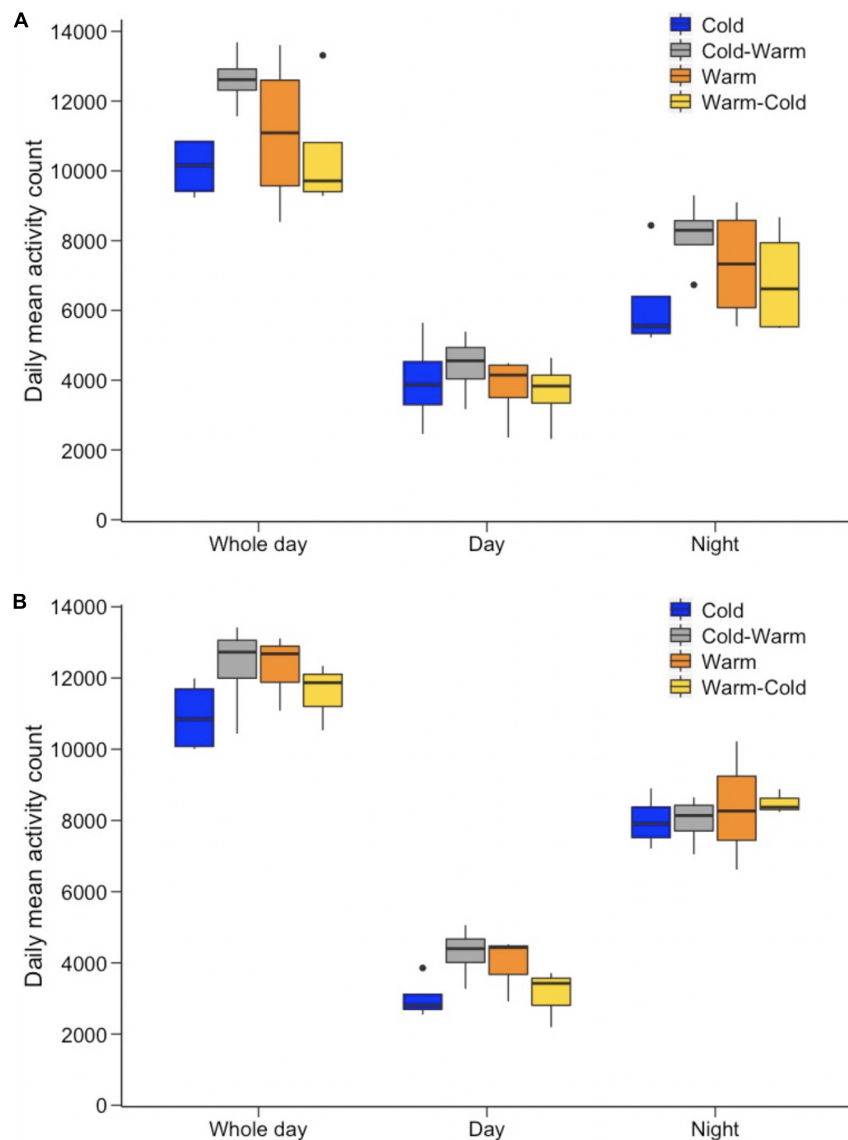 A
Daily mean activity count
14000
12000
10000
8000
6000
4000
2000
0
Cold
Cold-Warm
Warm
Warm-Cold
Whole day
Day
Night
B
Daily mean activity count
14000
12000
10000
8000
6000
4000
2000
0
Cold
Cold-Warm
Warm
Warm-Cold
Whole day
Day
Night